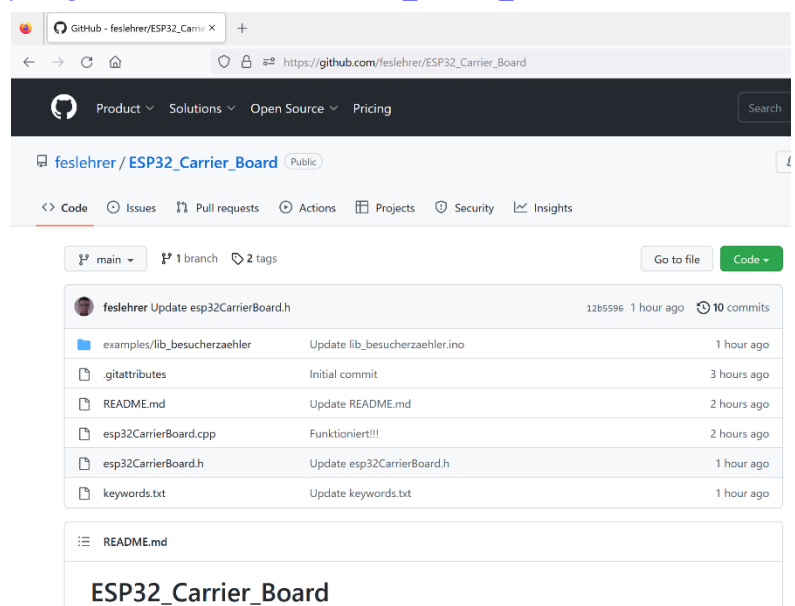 GitHub - feslehrer/ESP32_Carrie
https://github.com/feslehrer/ESP32_Carrier_Board
Product Solutions Open Source Pricing Search
feslehrer / ESP32_Carrier_Board Public
Code Issues Pull requests Actions Projects Security Insights
main 1 branch 2 tags Go to file Code
feslehrer Update esp32CarrierBoard.h 12b5596 1 hour ago 10 commits
examples/lib_besucherzaehler Update lib_besucherzaehler.ino 1 hour ago
.gitattributes Initial commit 3 hours ago
README.md Update README.md 2 hours ago
esp32CarrierBoard.cpp Funktioniert!!! 2 hours ago
esp32CarrierBoard.h Update esp32CarrierBoard.h 1 hour ago
keywords.txt Update keywords.txt 1 hour ago
README.md
ESP32_Carrier_Board